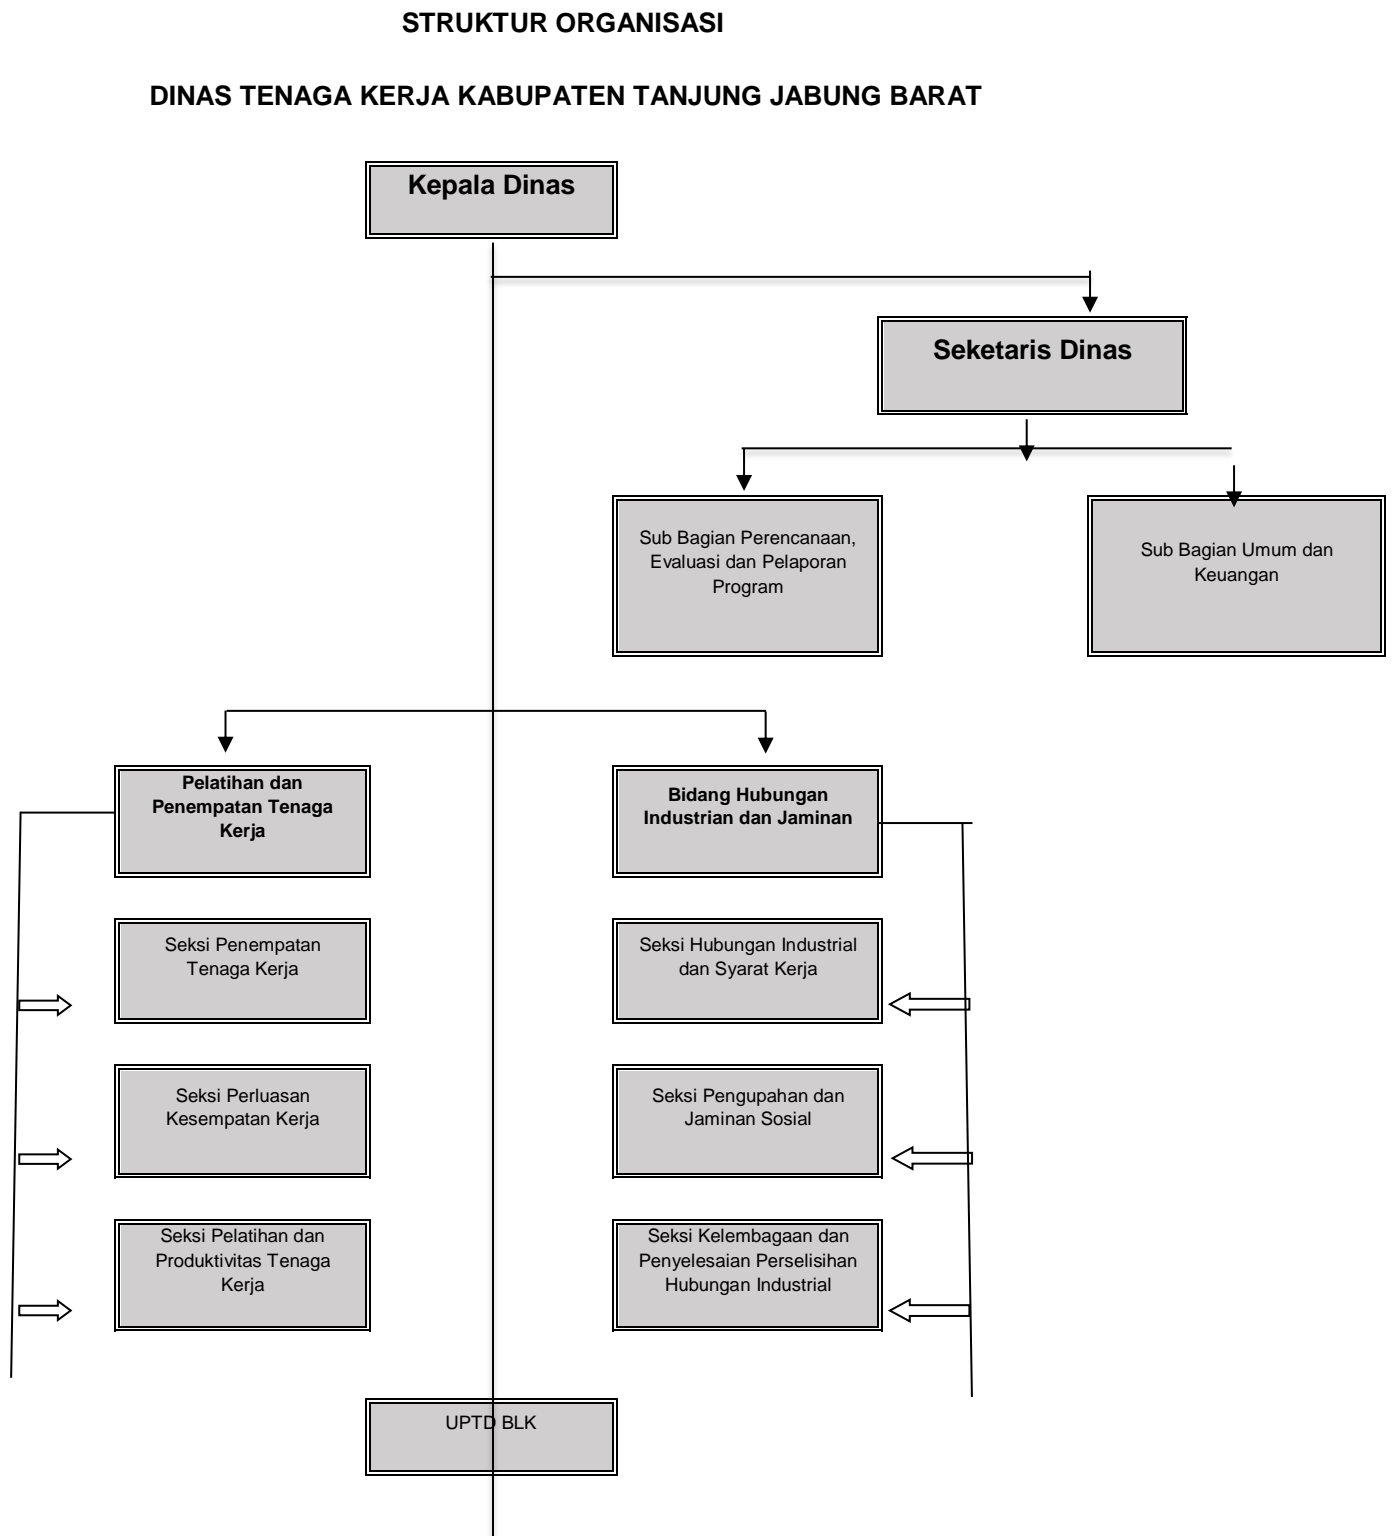 STRUKTUR ORGANISASI
DINAS TENAGA KERJA KABUPATEN TANJUNG JABUNG BARAT
Kepala Dinas
Seketaris Dinas
Sub Bagian Perencanaan,
Evaluasi dan Pelaporan
Program
Sub Bagian Umum dan
Keuangan
Pelatihan dan
Penempatan Tenaga
Kerja
Bidang Hubungan
Industrian dan Jaminan
Seksi Penempatan
Tenaga Kerja
Seksi Hubungan Industrial
dan Syarat Kerja
Seksi Perluasan
Kesempatan Kerja
Seksi Pengupahan dan
Jaminan Sosial
Seksi Pelatihan dan
Produktivitas Tenaga
Kerja
Seksi Kelembagaan dan
Penyelesaian Perselisihan
Hubungan Industrial
UPTD BLK